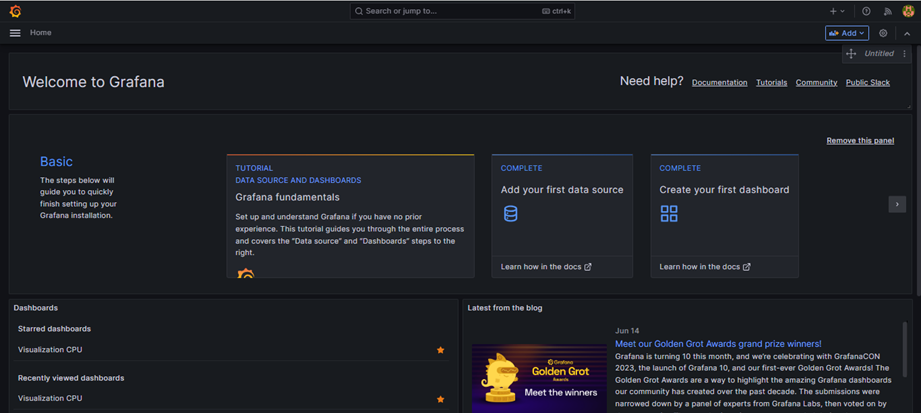 Search or jump to...
ctrl+k
Home
Add
Untitled
Welcome to Grafana
Need help?
Documentation
Tutorials
Community
Public Slack
Remove this panel
Basic
The steps below will
guide you to quickly
finish setting up your
Grafana installation.
TUTORIAL
DATA SOURCE AND DASHBOARDS
Grafana fundamentals
Set up and understand Grafana if you have no prior
experience. This tutorial guides you through the entire process
and covers the "Data source" and "Dashboards" steps to the
right.
COMPLETE
Add your first data source
Learn how in the docs
COMPLETE
Create your first dashboard
Learn how in the docs
Dashboards
Starred dashboards
Visualization CPU
Recently viewed dashboards
Visualization CPU
Latest from the blog
Grafana
Golden Grot
Awards
Meet the winners
Jun 14
Meet our Golden Grot Awards grand prize winners!
Grafana is turning 10 this month, and we're celebrating with GrafanaCON
2023, the launch of Grafana 10, and our first-ever Golden Grot Awards! The
Golden Grot Awards are a way to highlight the amazing Grafana dashboards
our community has created over the past decade. The submissions were
narrowed down by a panel of experts from Grafana Labs, then voted on by